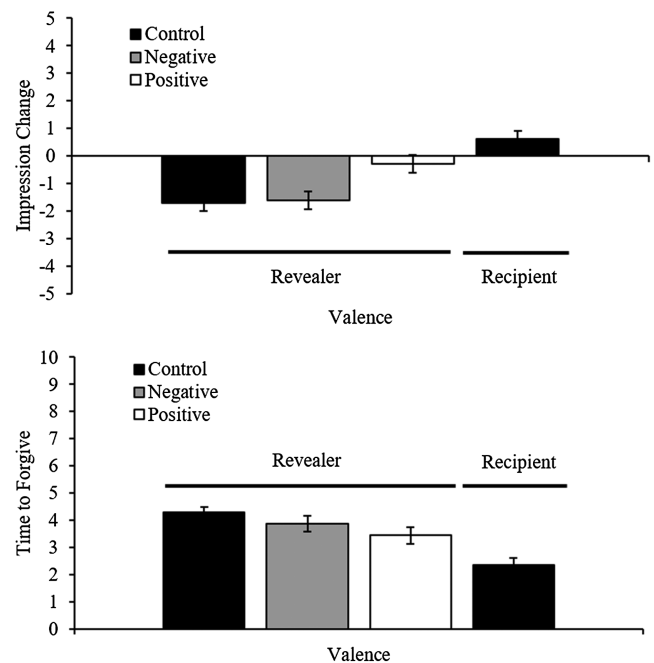 5
4
3
2
1
0
-1
-2
-3
-4
-5
Impression Change
Control
Negative
Positive
Revealer
Recipient
Valence
10
9
8
7
6
5
4
3
2
1
0
Time to Forgive
Control
Negative
Positive
Revealer
Recipient
Valence